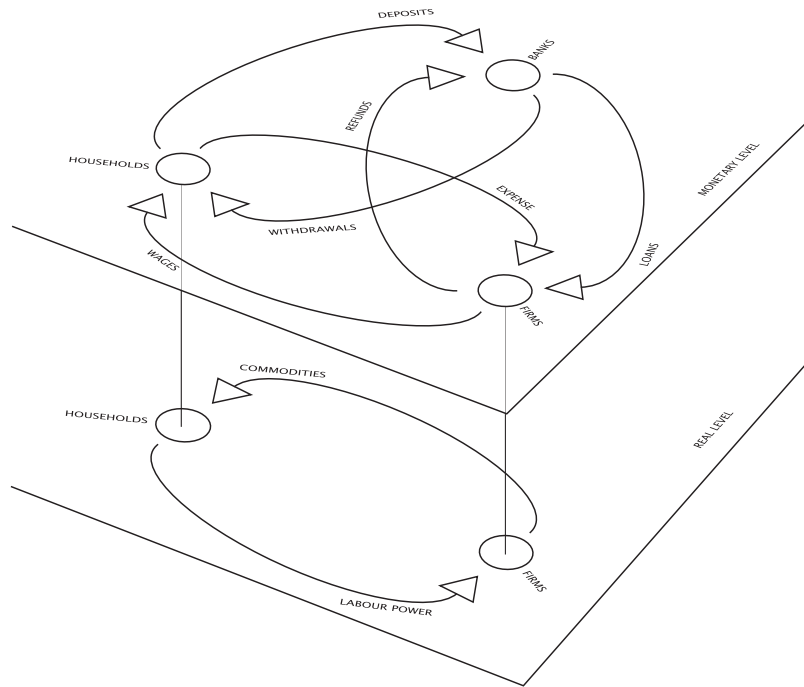 DEPOSITS
BANKS
REFUNDS
HOUSEHOLDS
MONETARY LEVEL
EXPENSE
WITHDRAWALS
WAGES
LOANS
FIRMS
COMMODITIES
HOUSEHOLDS
REAL LEVEL
FIRMS
LABOUR POWER